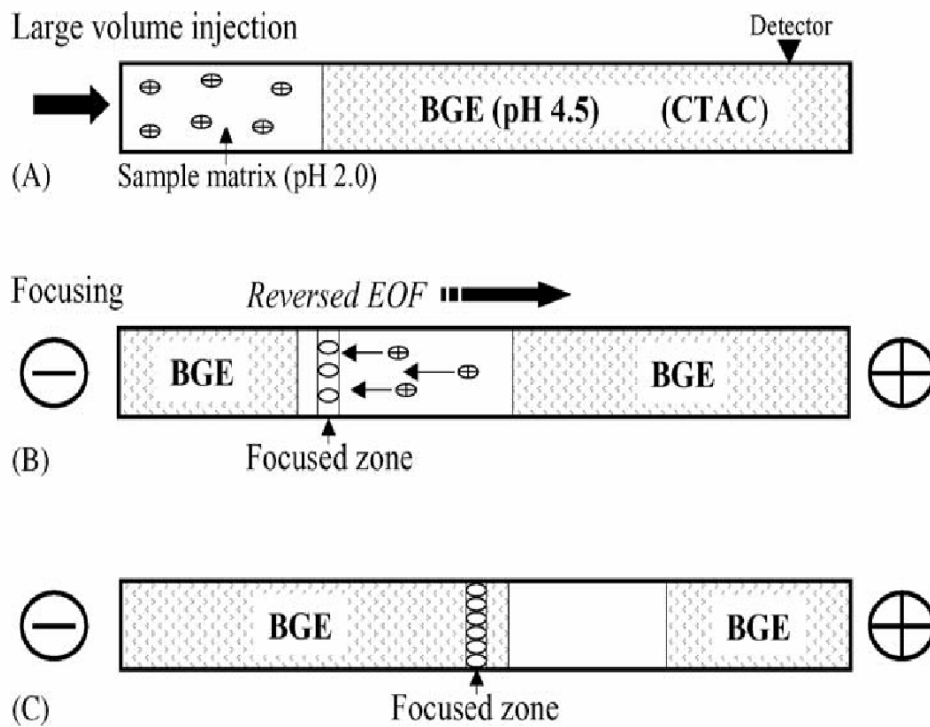 Large volume injection
Detector
BGE (pH 4.5) (CTAC)
(A)
Sample matrix (pH 2.0)
Focusing
Reversed EOF
BGE
BGE
(B)
Focused zone
BGE
BGE
(C)
Focused zone